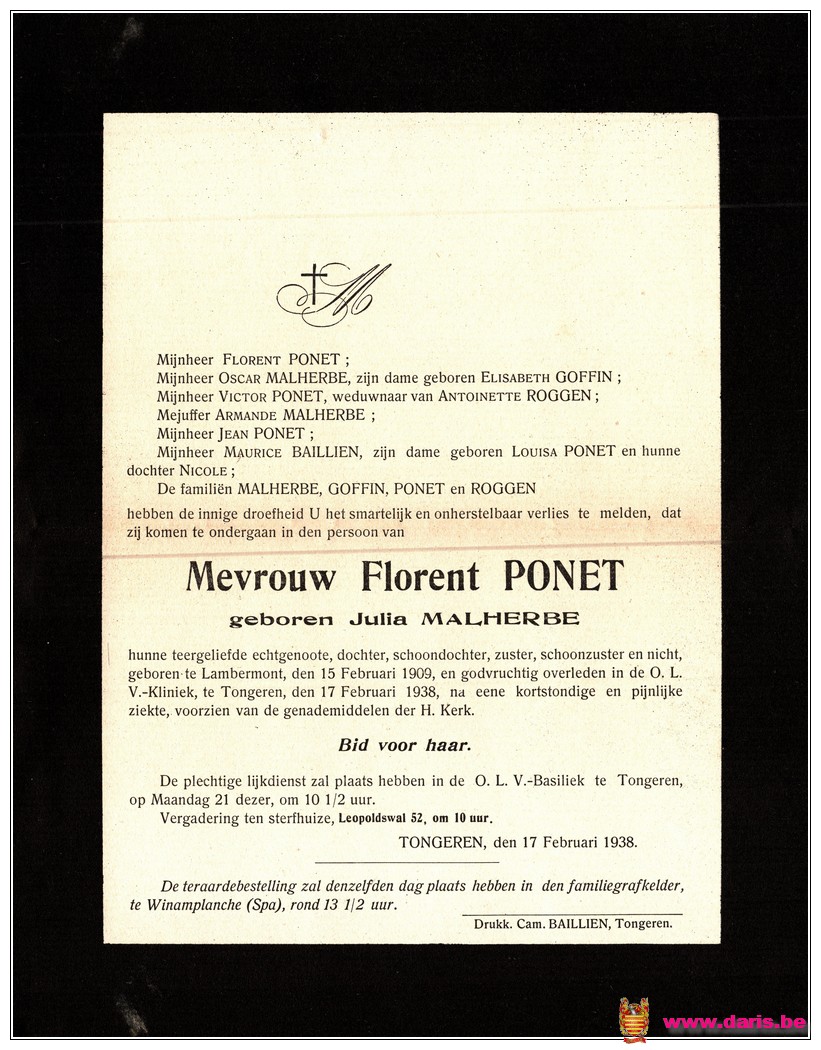 M
Mijnheer FLORENT PONET ;
Mijnheer OSCAR MALHERBE, zijn dame geboren ELISABETH GOFFIN ;
Mijnheer VICTOR PONET, weduwnaar van ANTOINETTE ROGGEN ;
Mejuffer ARMANDE MALHERBE ;
Mijnheer JEAN PONET ;
Mijnheer MAURICE BAILLIEN, zijn dame geboren LOUISA PONET en hunne
dochter NICOLE ;
De familiën MALHERBE, GOFFIN, PONET en ROGGEN
hebben de innige droefheid U het smartelijk en onherstelbaar verlies te melden, dat
zij komen te ondergaan in den persoon van
Mevrouw Florent PONET
geboren Julia MALHERBE
hunne teergeliefde echtgenoote, dochter, schoondochter, zuster, schoonzuster en nicht,
geboren te Lambermont, den 15 Februari 1909, en godvruchtig overleden in de O. L.
V.-Kliniek, te Tongeren, den 17 Februari 1938, na eene kortstondige en pijnlijke
ziekte, voorzien van de genademiddelen der H. Kerk.
Bid voor haar.
De plechtige lijkdienst zal plaats hebben in de O. L. V.-Basiliek te Tongeren,
op Maandag 21 dezer, om 10 1/2 uur.
Vergadering ten sterfhuize, Leopoldswal 52, om 10 uur.
TONGEREN, den 17 Februari 1938.
De teraardebestelling zal denzelfden dag plaats hebben in den familiegrafkelder,
te Winamplanche (Spa), rond 13 1/2 uur.
Drukk. Cam. BAILLIEN, Tongeren.
www.daris.be